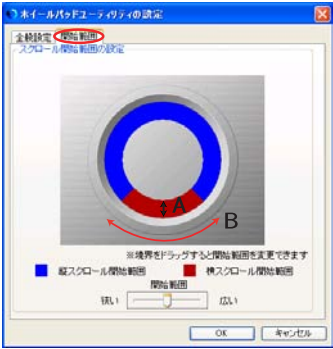 ホイールパッドユーティリティの設定
全般設定 開始範囲
スクロール開始範囲の設定
A
B
※境界をドラッグすると開始範囲を変更できます
縦スクロール開始範囲 横スクロール開始範囲
開始範囲
狭い 広い
OK キャンセル